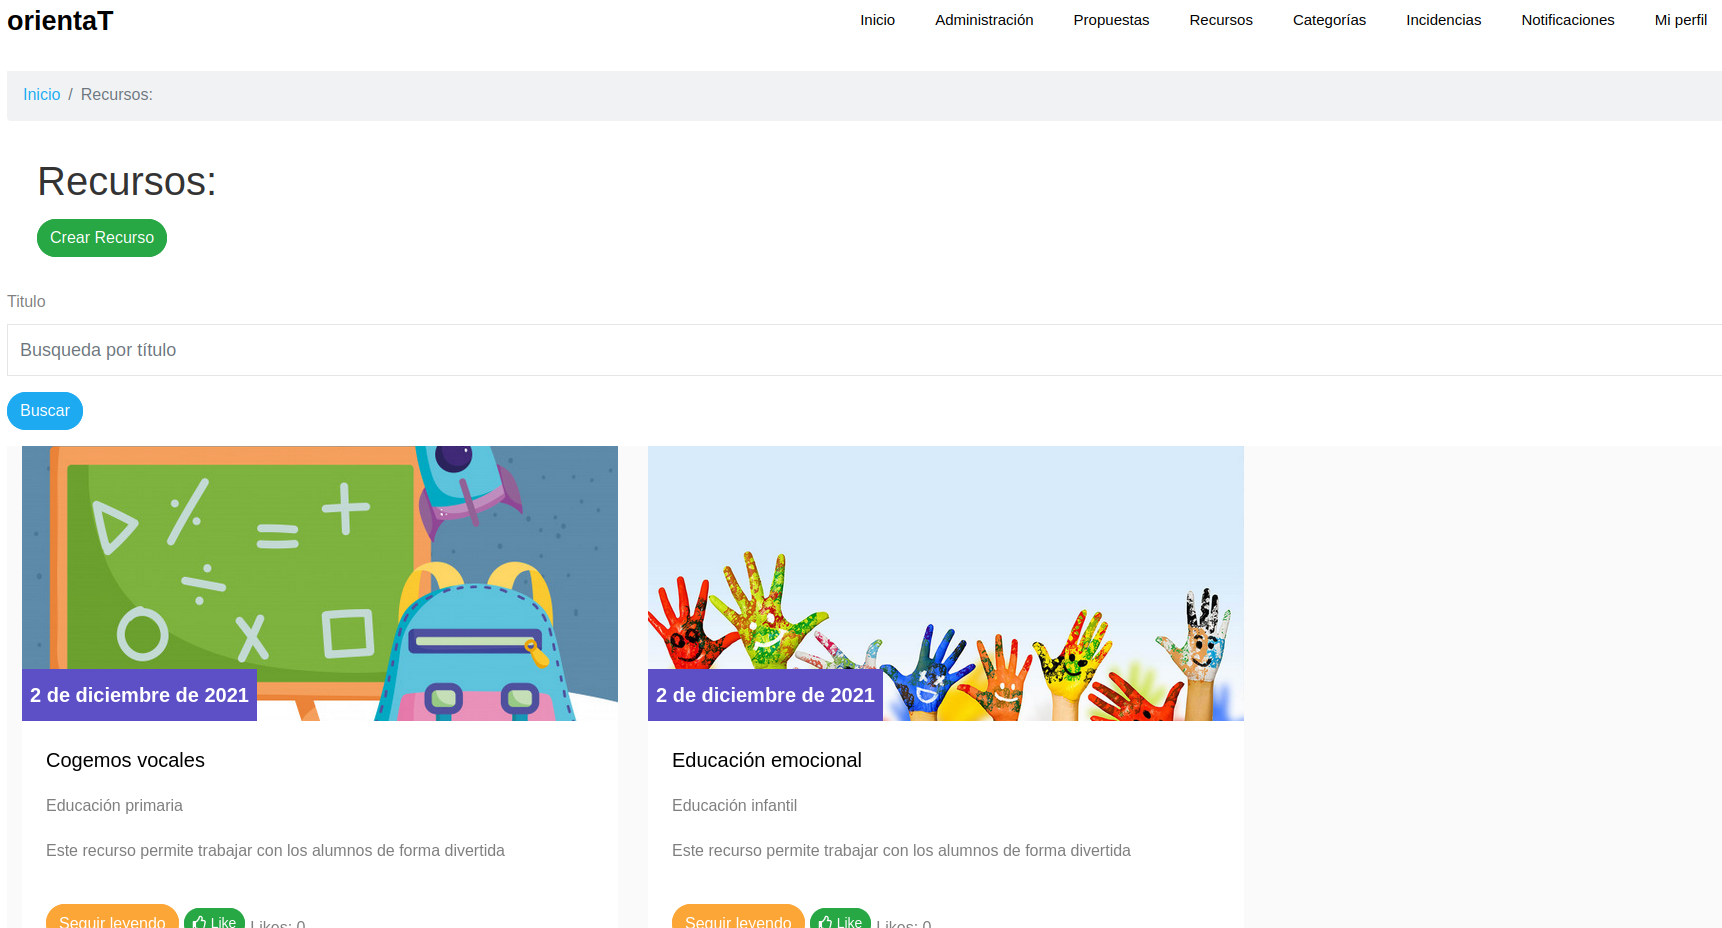 orientaT
Inicio Administración Propuestas Recursos Categorías Incidencias Notificaciones Mi perfil
Inicio / Recursos:
Recursos:
Crear Recurso
Titulo
Busqueda por título
Buscar
2 de diciembre de 2021
Cogemos vocales
Educación primaria
Este recurso permite trabajar con los alumnos de forma divertida
Seguir leyendo Like Likes: 0
2 de diciembre de 2021
Educación emocional
Educación infantil
Este recurso permite trabajar con los alumnos de forma divertida
Seguir leyendo Like Likes: 0